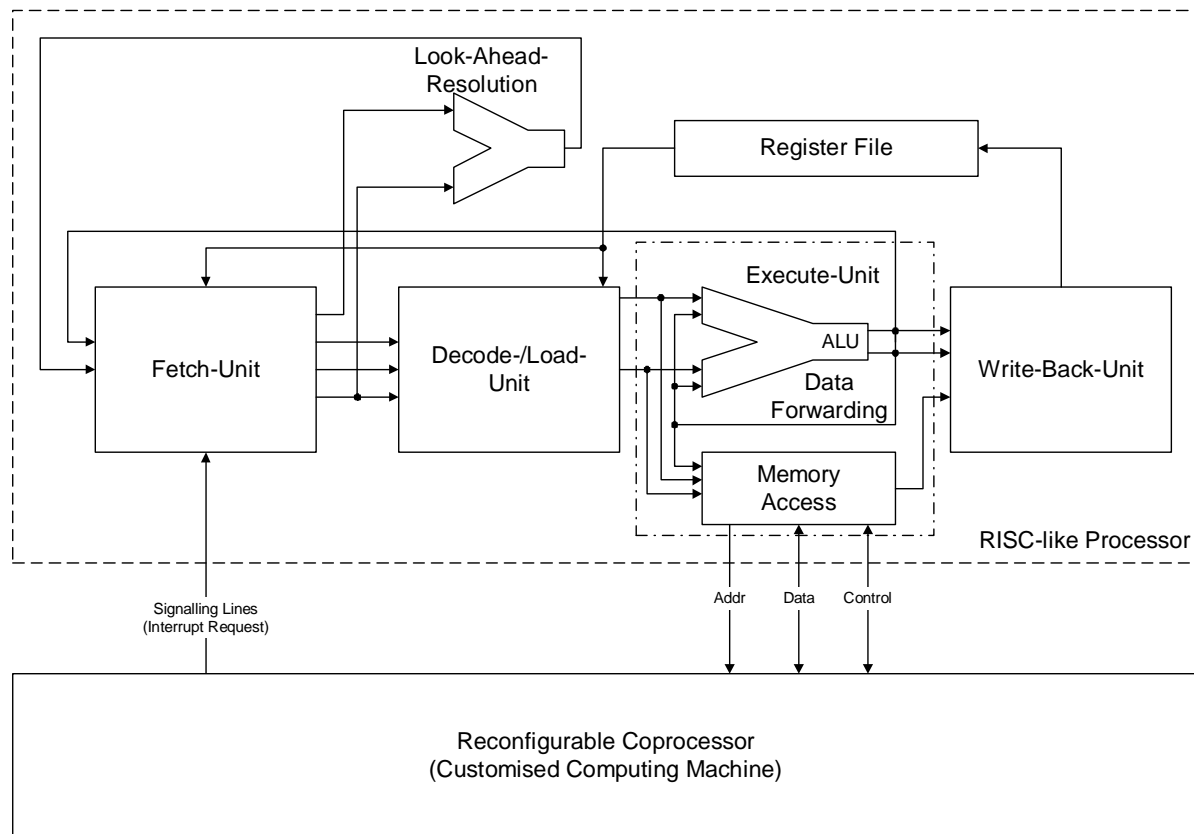 Look-Ahead-
Resolution
Register File
Execute-Unit
Fetch-Unit
Decode-/Load-
Unit
ALU
Write-Back-Unit
Data
Forwarding
Memory
Access
RISC-like Processor
Signalling Lines
(Interrupt Request)
Addr
Data
Control
Reconfigurable Coprocessor
(Customised Computing Machine)